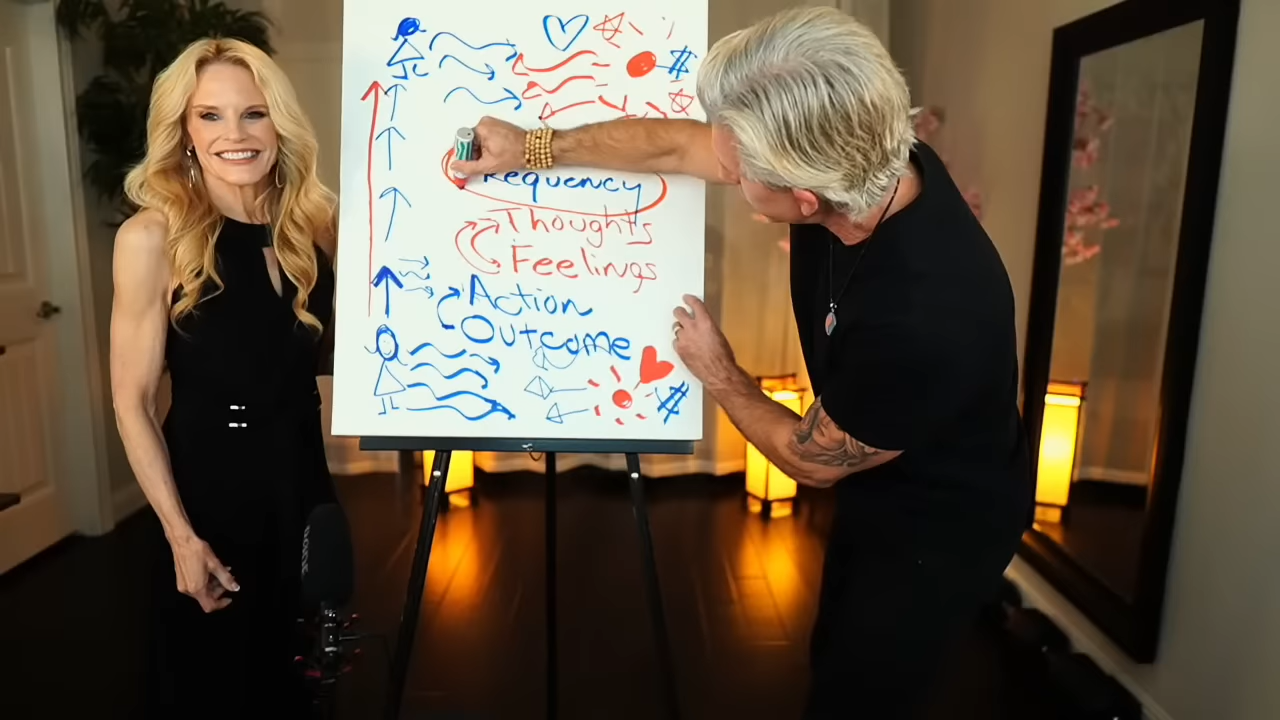 $
requency
Thoughts
Feelings
Action
Outcome
$